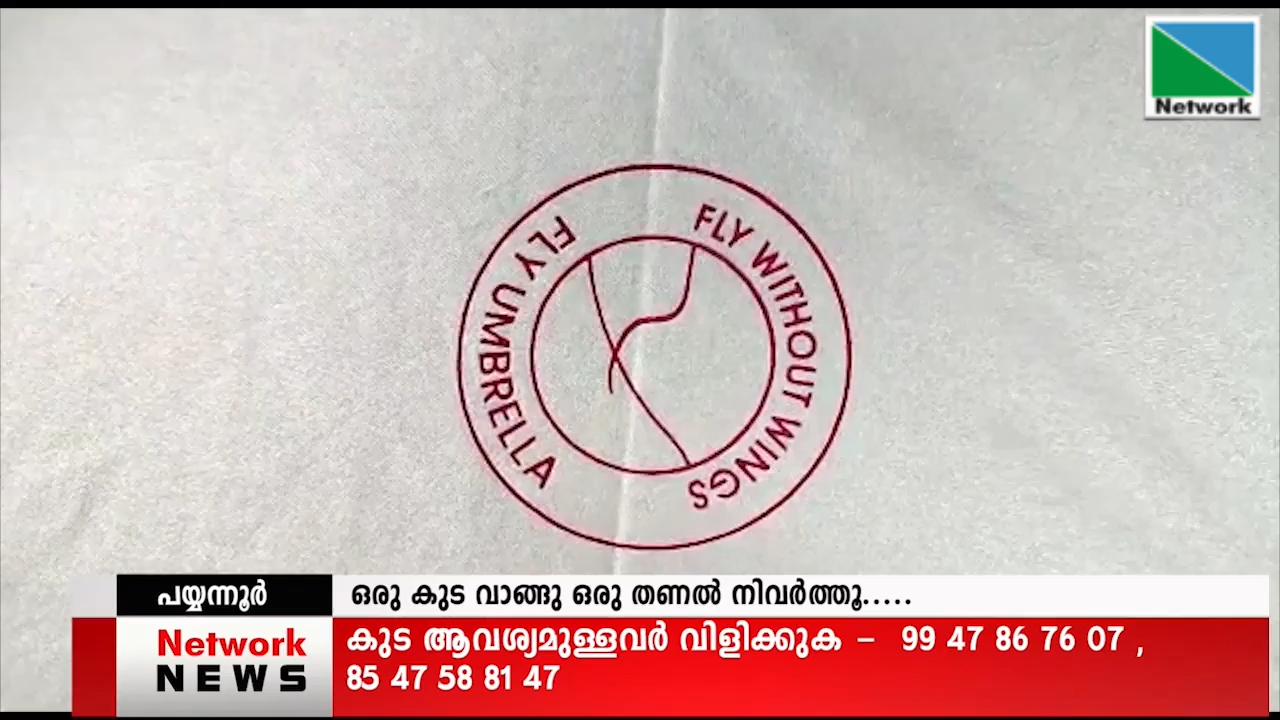 Network
FLY UMBRELLA
FLY WITHOUT WINGS
പയ്യന്നൂർ
ഒരു കുട വാങ്ങു ഒരു തണൽ നിവർത്തൂ.....
Network
NEWS
കുട ആവശ്യമുള്ളവർ വിളിക്കുക – 99 47 86 76 07 ,
85 47 58 81 47